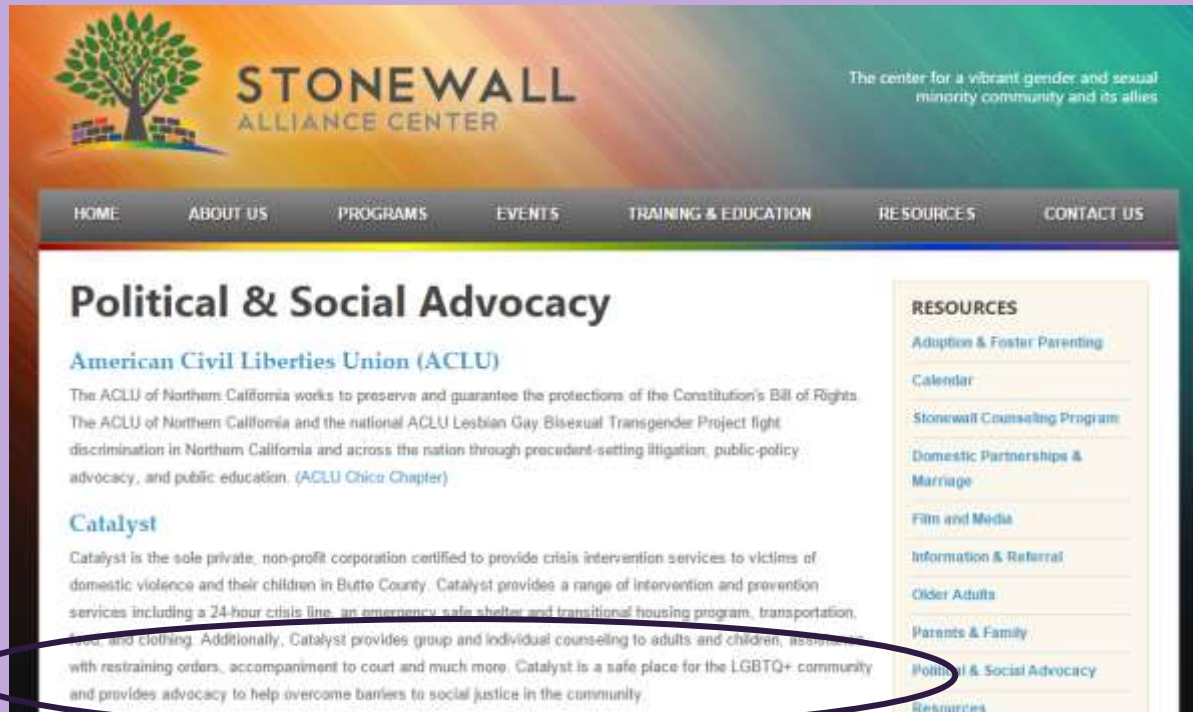 STONEWALL
ALLIANCE CENTER
The center for a vibrant gender and sexual
minority community and its allies
HOME ABOUT US PROGRAMS EVENTS TRAINING & EDUCATION RESOURCES CONTACT US
Political & Social Advocacy
American Civil Liberties Union (ACLU)
The ACLU of Northern California works to preserve and guarantee the protections of the Constitution's Bill of Rights.
The ACLU of Northern California and the national ACLU Lesbian Gay Bisexual Transgender Project fight
discrimination in Northern California and across the nation through precedent-setting litigation, public-policy
advocacy, and public education. (ACLU Chico Chapter)
Catalyst
Catalyst is the sole private, non-profit corporation certified to provide crisis intervention services to victims of
domestic violence and their children in Butte County. Catalyst provides a range of intervention and prevention
services including a 24-hour crisis line, an emergency safe shelter and transitional housing program, transportation,
food, and clothing. Additionally, Catalyst provides group and individual counseling to adults and children, assistance
with restraining orders, accompaniment to court and much more. Catalyst is a safe place for the LGBTQ+ community
and provides advocacy to help overcome barriers to social justice in the community.
RESOURCES
Adoption & Foster Parenting
Calendar
Stonewall Counseling Program
Domestic Partnerships &
Marriage
Film and Media
Information & Referral
Older Adults
Parents & Family
Political & Social Advocacy
Resources